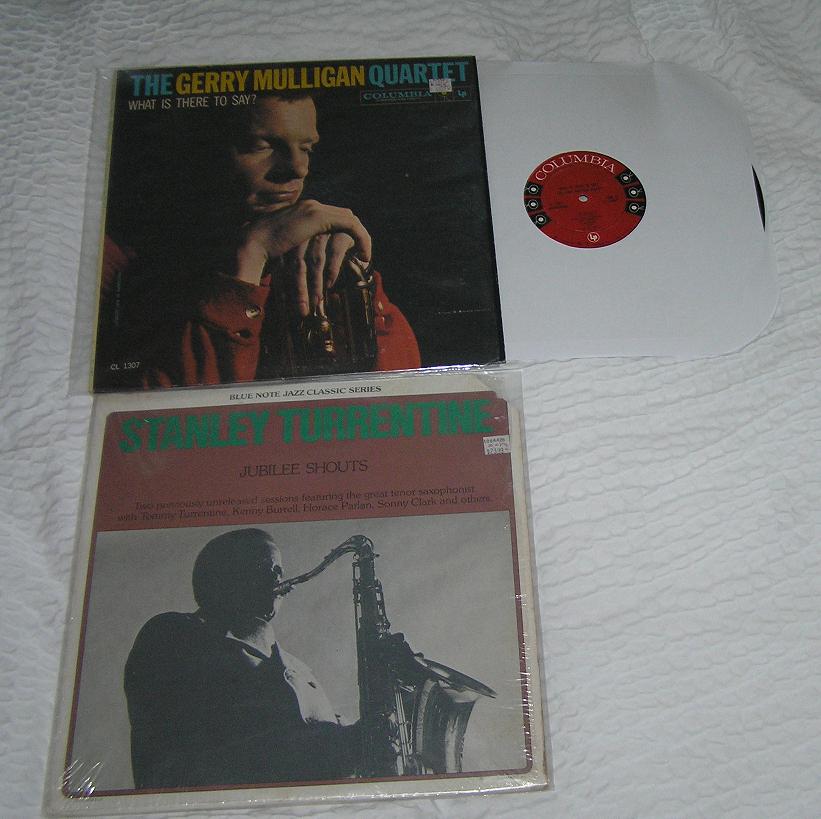 THE GERRY MULLIGAN QUARTET
WHAT IS THERE TO SAY?
COLUMBIA
LP
CL 1307
COLUMBIA
LP
BLUE NOTE JAZZ CLASSIC SERIES
STANLEY TURRENTINE
JUBILEE SHOUTS
Two previously unreleased sessions featuring the great tenor saxophonist
with Tommy Turrentine, Kenny Burrell, Horace Parlan, Sonny Clark and others.